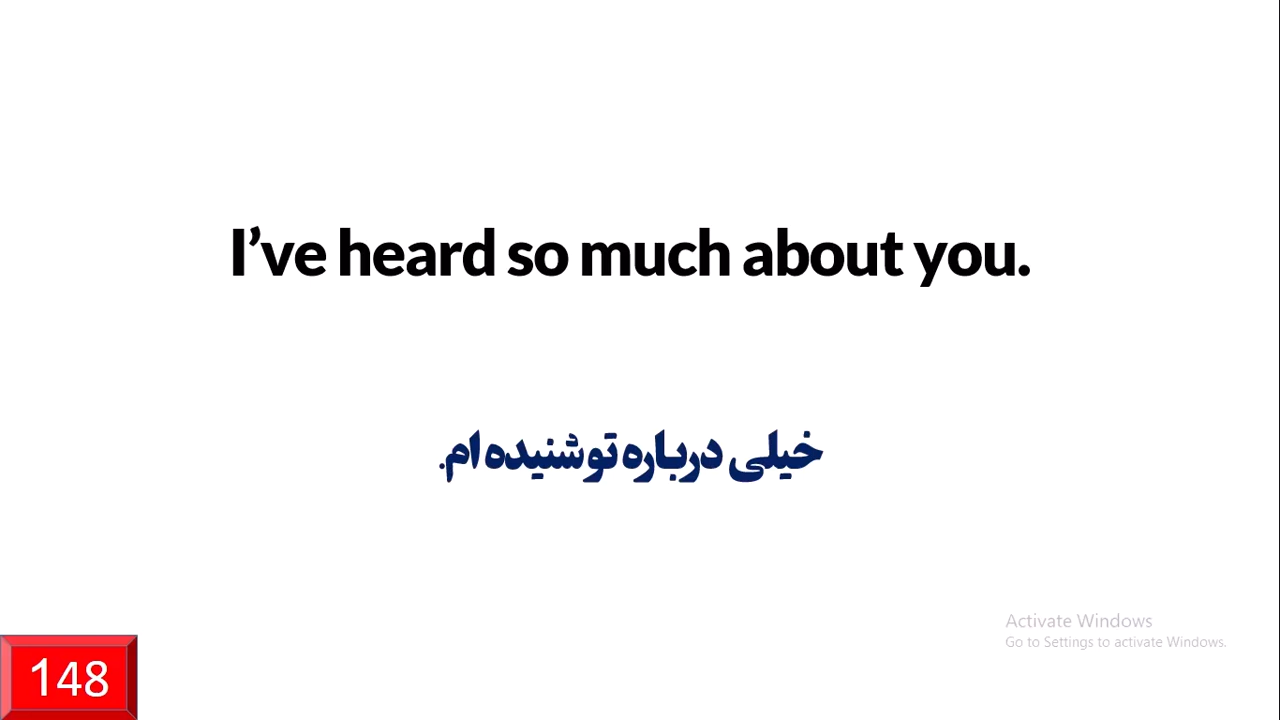 I’ve heard so much about you.
خیلی درباره تو شنیده ام.
Activate Windows
Go to Settings to activate Windows.
148